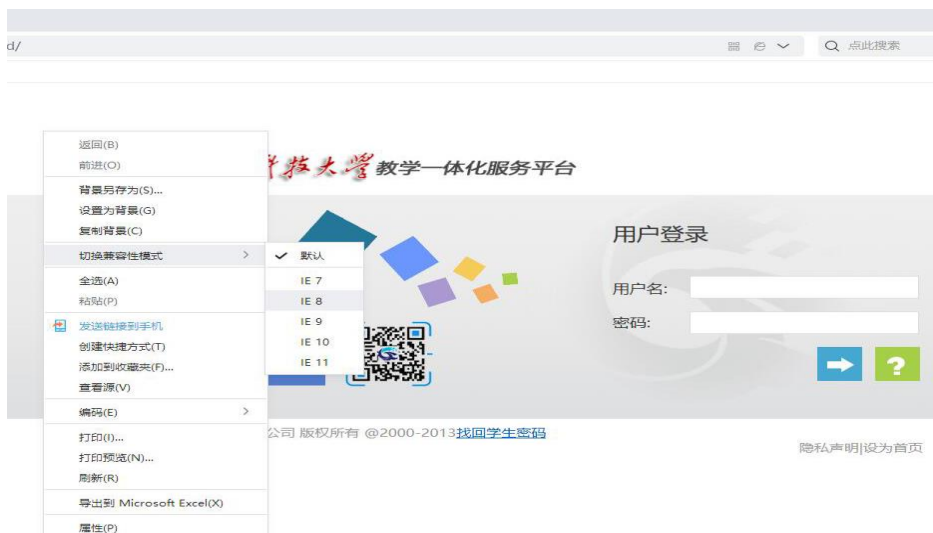 d/
点此搜索
返回(B)
前进(O)
技大学教学一体化服务平台
背景另存为(S)...
设置为背景(G)
复制背景(C)
用户登录
切换兼容性模式
默认
全选(A)
IE 7
用户名:
粘贴(P)
IE 8
发送链接到手机
IE 9
密码:
创建快捷方式(T)
IE 10
添加到收藏夹(F)...
IE 11
?
查看源(V)
编码(E)
公司 版权所有 @2000-2013找回学生密码
打印(I)...
隐私声明|设为首页
打印预览(N)...
刷新(R)
导出到 Microsoft Excel(X)
属性(P)